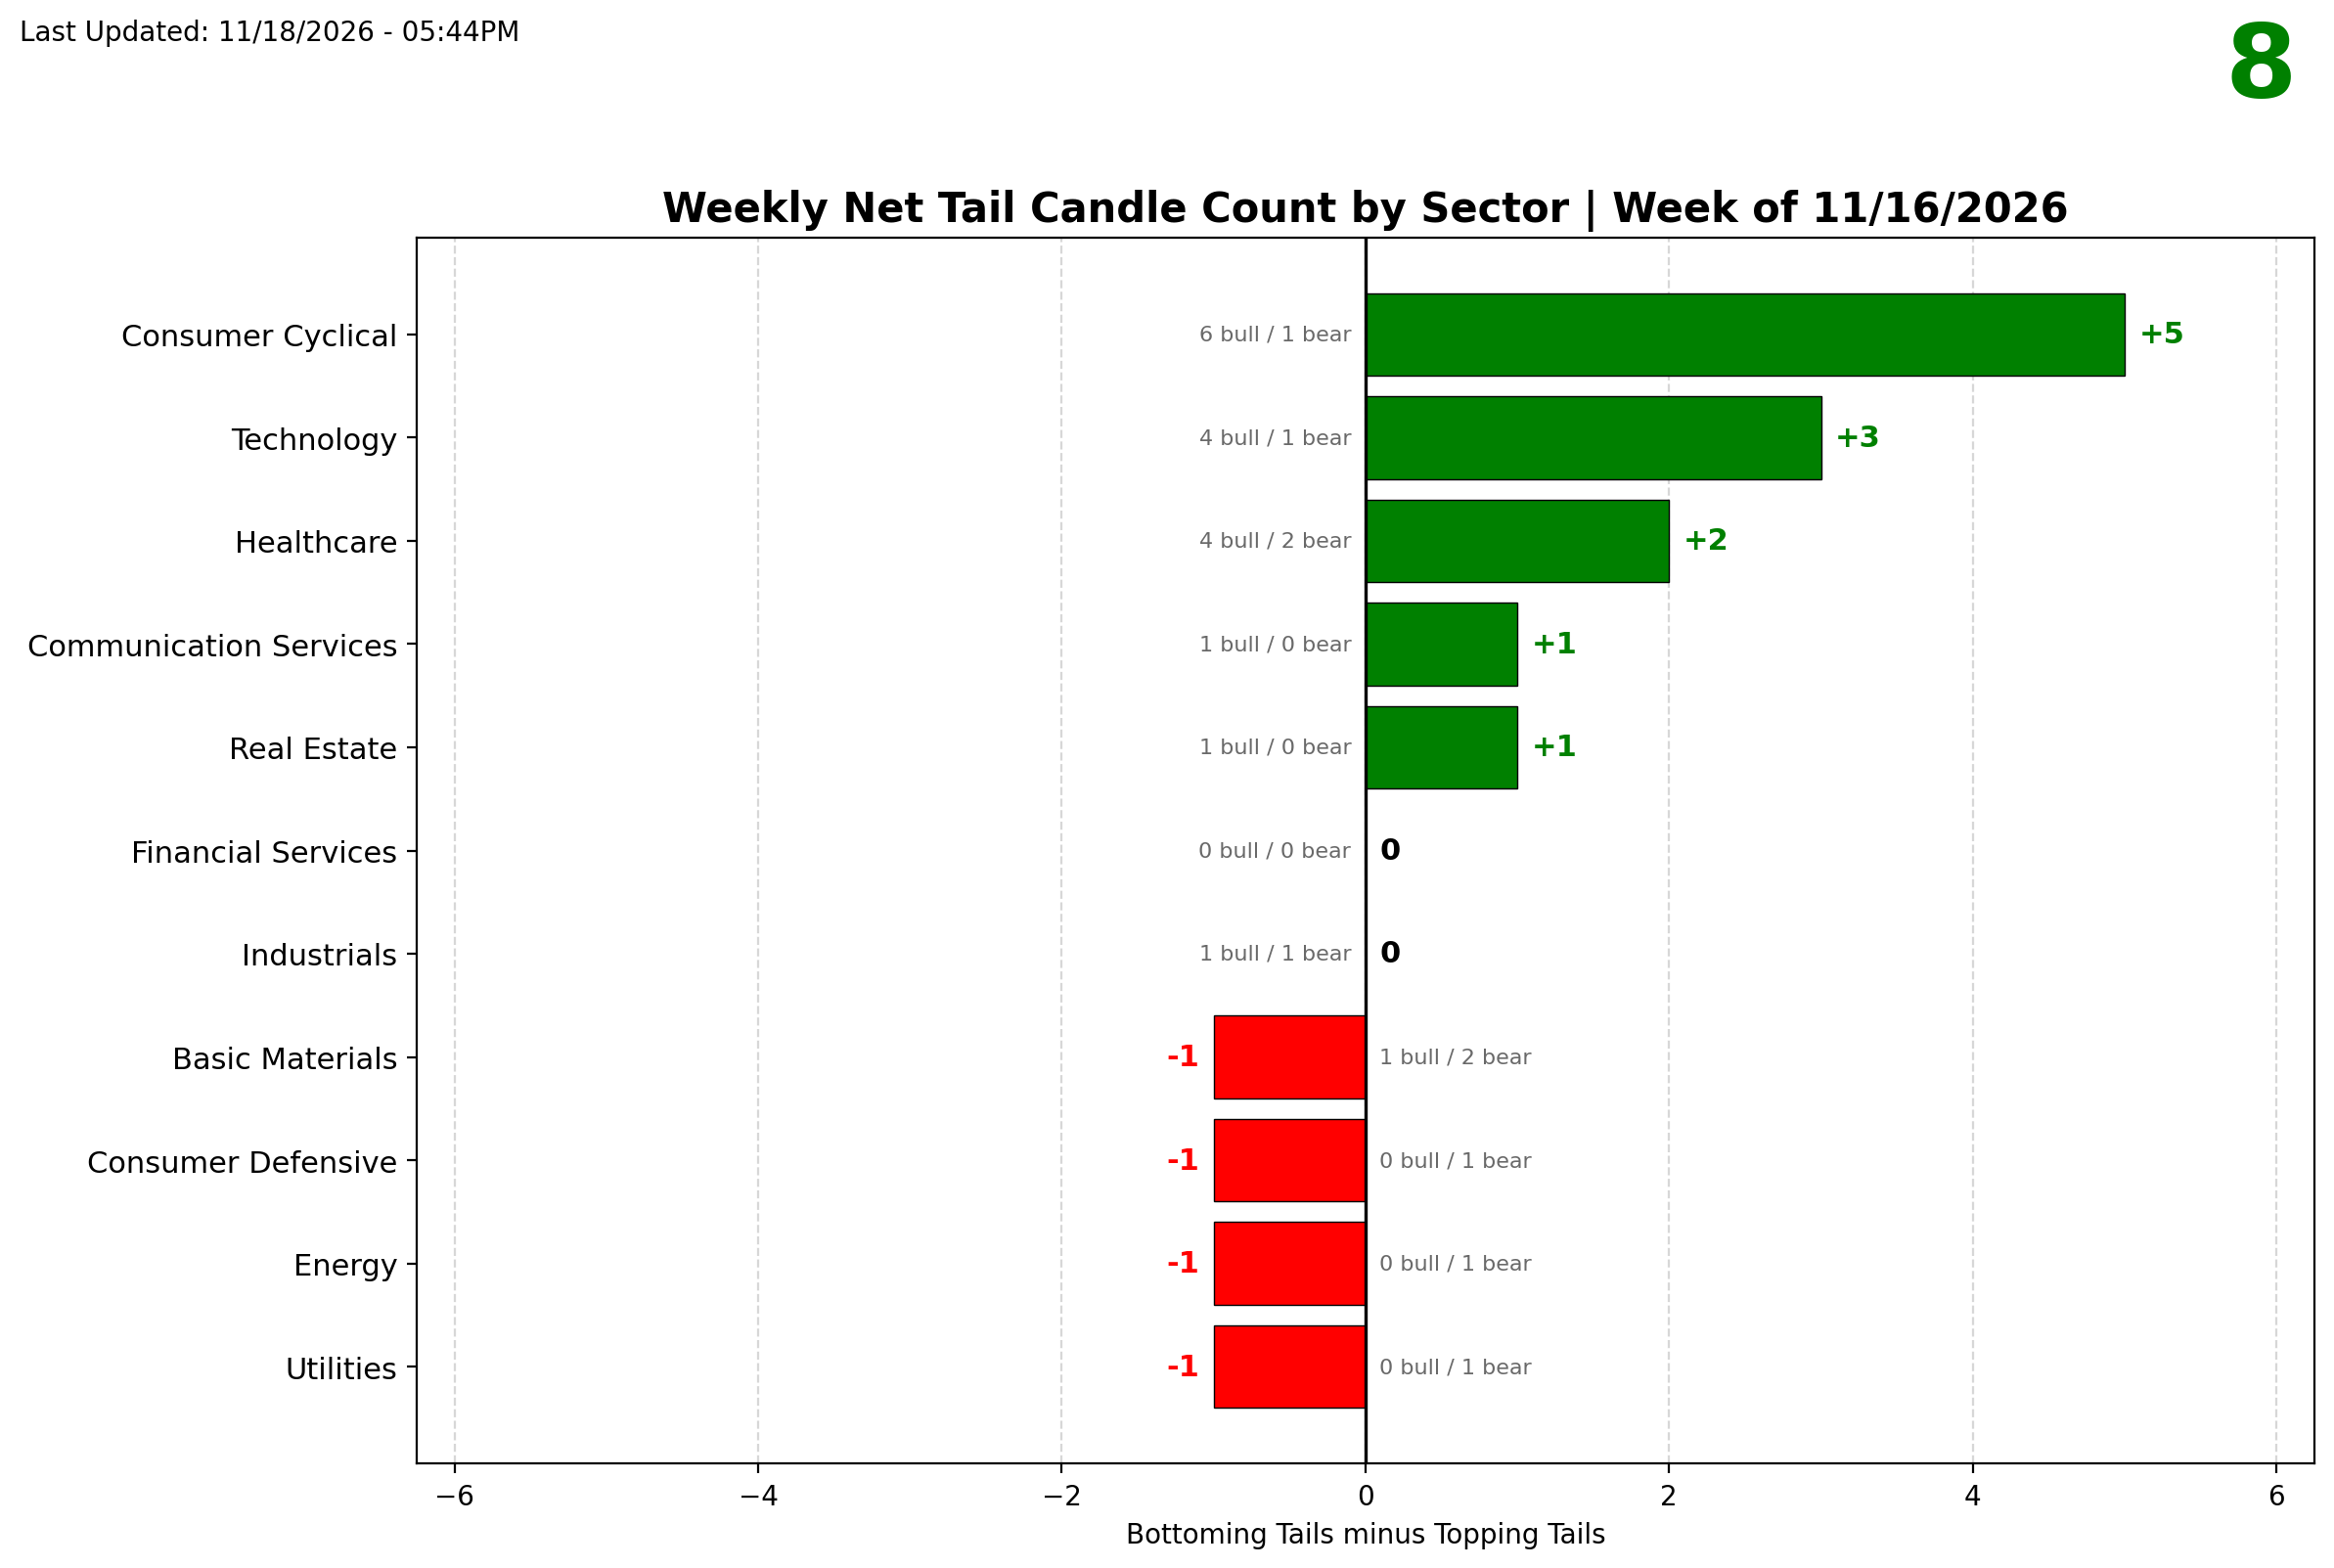 Last Updated: 11/18/2026 - 05:44PM
8
Weekly Net Tail Candle Count by Sector | Week of 11/16/2026
Consumer Cyclical 6 bull / 1 bear +5
Technology 4 bull / 1 bear +3
Healthcare 4 bull / 2 bear +2
Communication Services 1 bull / 0 bear +1
Real Estate 1 bull / 0 bear +1
Financial Services 0 bull / 0 bear 0
Industrials 1 bull / 1 bear 0
Basic Materials -1 1 bull / 2 bear
Consumer Defensive -1 0 bull / 1 bear
Energy -1 0 bull / 1 bear
Utilities -1 0 bull / 1 bear
−6 −4 −2 0 2 4 6
Bottoming Tails minus Topping Tails